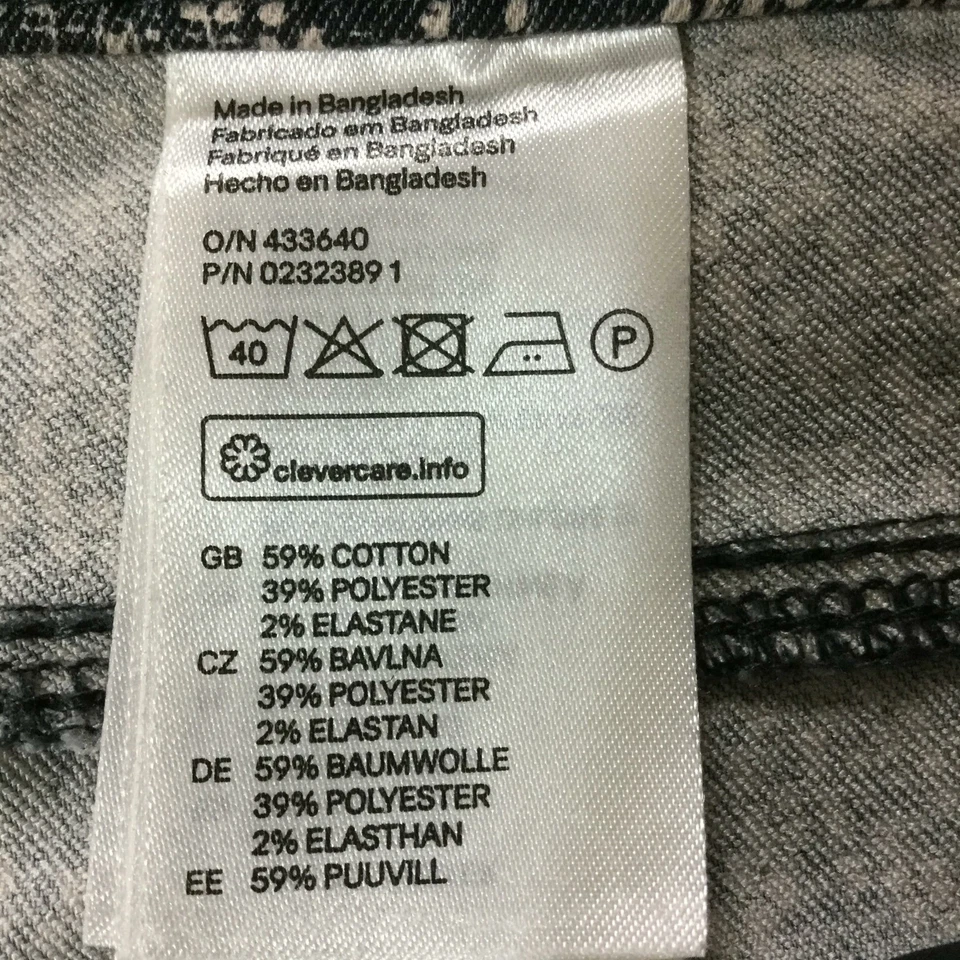 Made in Bangladesh
Fabricado em Bangladesh
Fabriqué en Bangladesh
Hecho en Bangladesh
O/N 433640
P/N 0232389 1
40
P
clevercare.info
GB 59% COTTON
39% POLYESTER
2% ELASTANE
CZ 59% BAVLNA
39% POLYESTER
2% ELASTAN
DE 59% BAUMWOLLE
39% POLYESTER
2% ELASTHAN
EE 59% PUUVILL